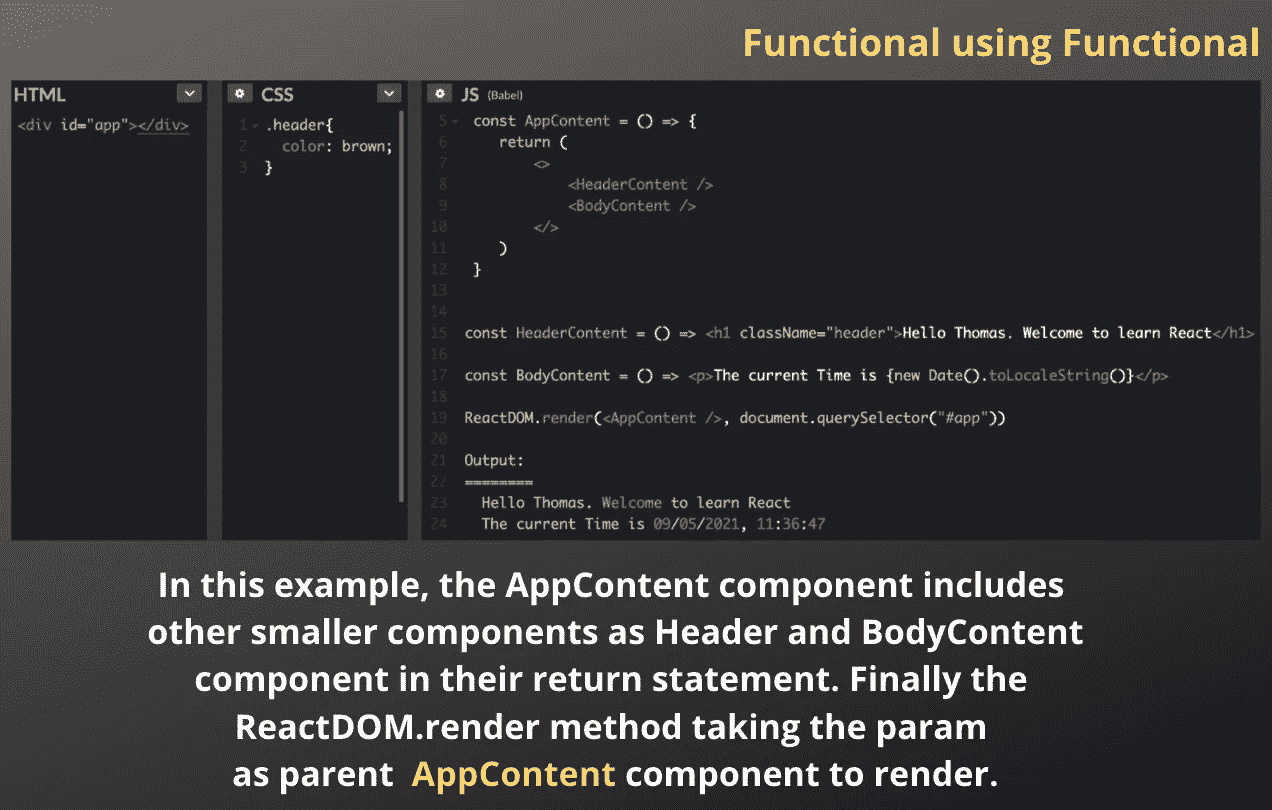 Functional using Functional
HTML
<div id="app"></div>
CSS
1 .header{
2 color: brown;
3 }
JS (Babel)
5 const AppContent = () => {
6 return (
7 <>
8 <HeaderContent />
9 <BodyContent />
10 </>
11 )
12 }
13
14
15 const HeaderContent = () => <h1 className="header">Hello Thomas. Welcome to learn React</h1>
16
17 const BodyContent = () => <p>The current Time is {new Date().toLocaleString()}</p>
18
19 ReactDOM.render(<AppContent />, document.querySelector("#app"))
20
21 Output:
22 ========
23 Hello Thomas. Welcome to learn React
24 The current Time is 09/05/2021, 11:36:47
In this example, the AppContent component includes
other smaller components as Header and BodyContent
component in their return statement. Finally the
ReactDOM.render method taking the param
as parent AppContent component to render.